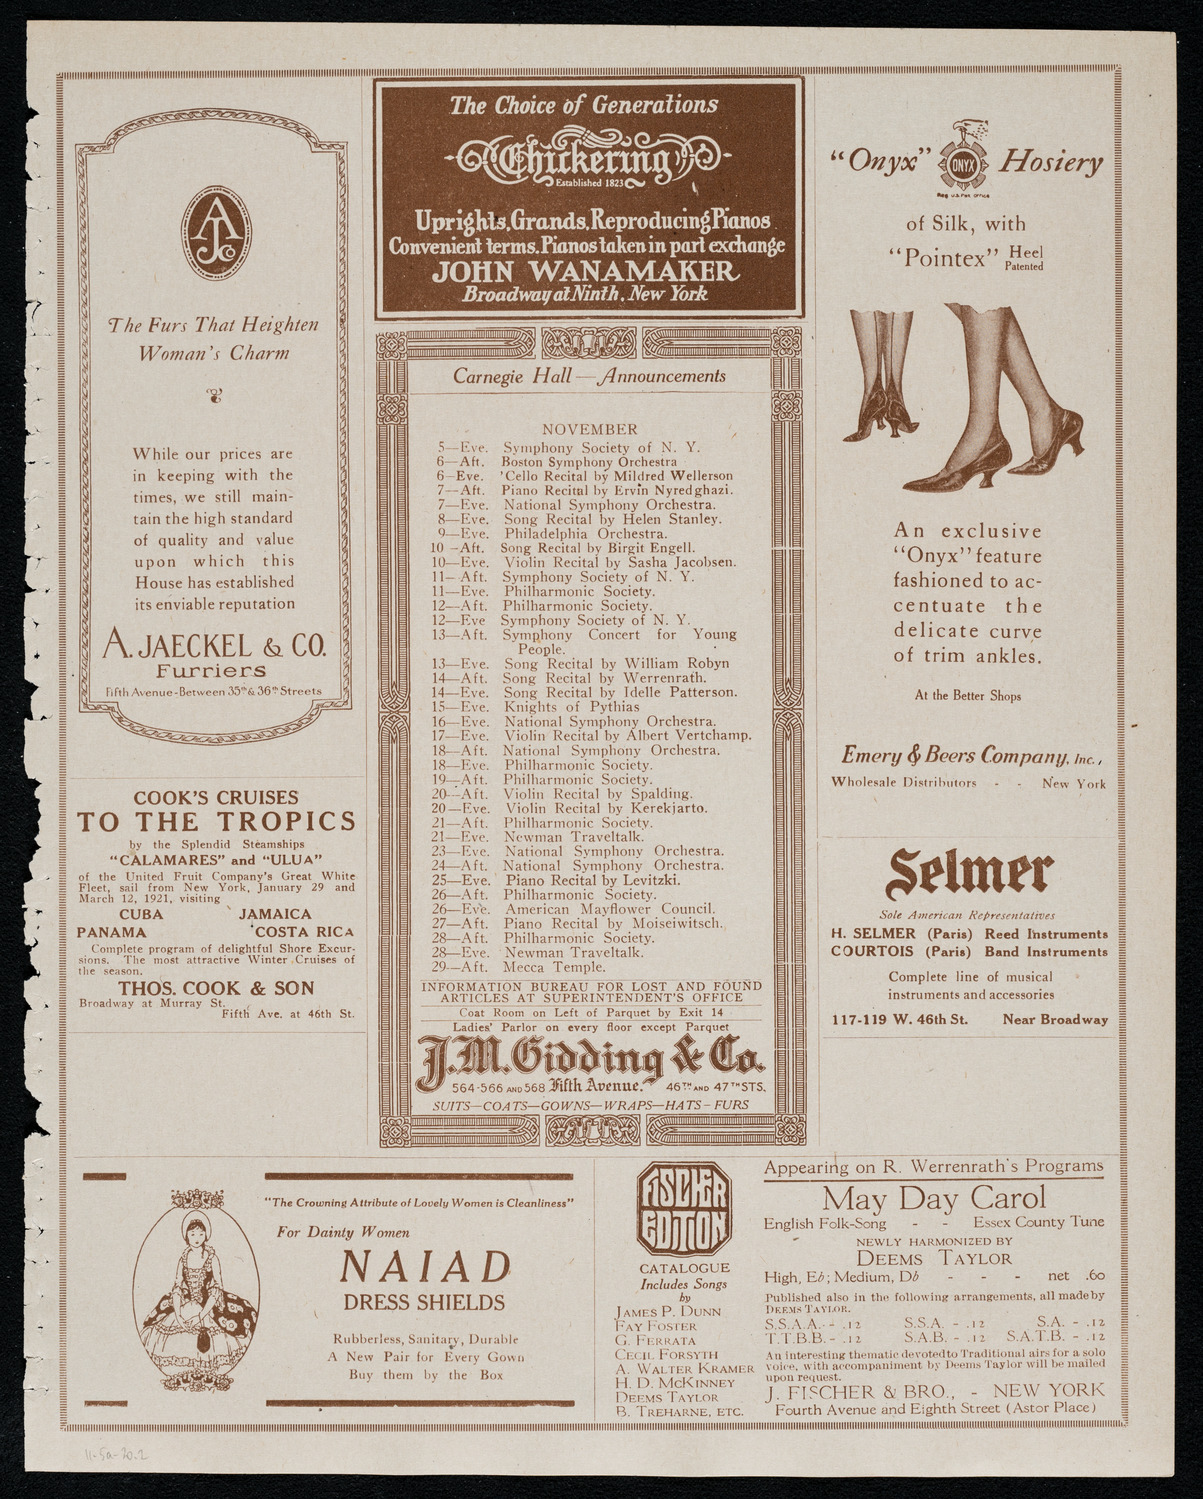 AJCo
The Furs That Heighten
Woman's Charm
While our prices are
in keeping with the
times, we still main-
tain the high standard
of quality and value
upon which this
House has established
its enviable reputation
A. JAECKEL & CO.
Furriers
Fifth Avenue-Between 35th & 36th Streets
COOK'S CRUISES
TO THE TROPICS
by the Splendid Steamships
"CALAMARES" and "ULUA"
of the United Fruit Company's Great White
Fleet, sail from New York, January 29 and
March 12, 1921, visiting
CUBA JAMAICA
PANAMA COSTA RICA
Complete program of delightful Shore Excur-
sions. The most attractive Winter Cruises of
the season.
THOS. COOK & SON
Broadway at Murray St.
Fifth Ave. at 46th St.
The Choice of Generations
Chickering
Established 1823
Uprights, Grands, Reproducing Pianos
Convenient terms. Pianos taken in part exchange
JOHN WANAMAKER
Broadway at Ninth, New York
Carnegie Hall—Announcements
NOVEMBER
5—Eve. Symphony Society of N. Y.
6—Aft. Boston Symphony Orchestra
6—Eve. 'Cello Recital by Mildred Wellerson
7—Aft. Piano Recital by Ervin Nyredghazi.
7—Eve. National Symphony Orchestra.
8—Eve. Song Recital by Helen Stanley.
9—Eve. Philadelphia Orchestra.
10—Aft. Song Recital by Birgit Engell.
10—Eve. Violin Recital by Sasha Jacobsen.
11—Aft. Symphony Society of N. Y.
11—Eve. Philharmonic Society.
12—Aft. Philharmonic Society.
12—Eve Symphony Society of N. Y.
13—Aft. Symphony Concert for Young
People.
13—Eve. Song Recital by William Robyn
14—Aft. Song Recital by Werrenrath.
14—Eve. Song Recital by Idelle Patterson.
15—Eve. Knights of Pythias
16—Eve. National Symphony Orchestra.
17—Eve. Violin Recital by Albert Vertchamp.
18—Aft. National Symphony Orchestra.
18—Eve. Philharmonic Society.
19—Aft. Philharmonic Society.
20—Aft. Violin Recital by Spalding.
20—Eve. Violin Recital by Kerekjarto.
21—Aft. Philharmonic Society.
21—Eve. Newman Traveltalk.
23—Eve. National Symphony Orchestra.
24—Aft. National Symphony Orchestra.
25—Eve. Piano Recital by Levitzki.
26—Aft. Philharmonic Society.
26—Eve. American Mayflower Council.
27—Aft. Piano Recital by Moiseiwitsch.
28—Aft. Philharmonic Society.
28—Eve. Newman Traveltalk.
29—Aft. Mecca Temple.
INFORMATION BUREAU FOR LOST AND FOUND
ARTICLES AT SUPERINTENDENT'S OFFICE
Coat Room on Left of Parquet by Exit 14
Ladies' Parlor on every floor except Parquet
J.M. Gidding & Co.
564-566 AND 568 Fifth Avenue. 46TH AND 47TH STS.
SUITS—COATS—GOWNS—WRAPS—HATS—FURS
"Onyx" ONYX Hosiery
Reg U.S. Pat. Office
of Silk, with
"Pointex" Heel
Patented
An exclusive
"Onyx" feature
fashioned to ac-
centuate the
delicate curve
of trim ankles.
At the Better Shops
Emery & Beers Company, Inc.,
Wholesale Distributors - - New York
Selmer
Sole American Representatives
H. SELMER (Paris) Reed Instruments
COURTOIS (Paris) Band Instruments
Complete line of musical
instruments and accessories
117-119 W. 46th St. Near Broadway
"The Crowning Attribute of Lovely Women is Cleanliness"
For Dainty Women
NAIAD
DRESS SHIELDS
Rubberless, Sanitary, Durable
A New Pair for Every Gown
Buy them by the Box
FISCHER
EDITION
CATALOGUE
Includes Songs
by
JAMES P. DUNN
FAY FOSTER
G. FERRATA
CECIL FORSYTH
A. WALTER KRAMER
H. D. McKINNEY
DEEMS TAYLOR
B. TREHARNE, ETC.
Appearing on R. Werrenrath's Programs
May Day Carol
English Folk-Song - - Essex County Tune
NEWLY HARMONIZED BY
DEEMS TAYLOR
High, E♭; Medium, D♭ - - - net .60
Published also in the following arrangements, all made by
DEEMS TAYLOR.
S.S.A.A. - .12 S.S.A. - .12 S.A. - .12
T.T.B.B. - .12 S.A.B. - .12 S.A.T.B. - .12
An interesting thematic devoted to Traditional airs for a solo
voice, with accompaniment by Deems Taylor will be mailed
upon request.
J. FISCHER & BRO., - NEW YORK
Fourth Avenue and Eighth Street (Astor Place)
11-5a-20.2